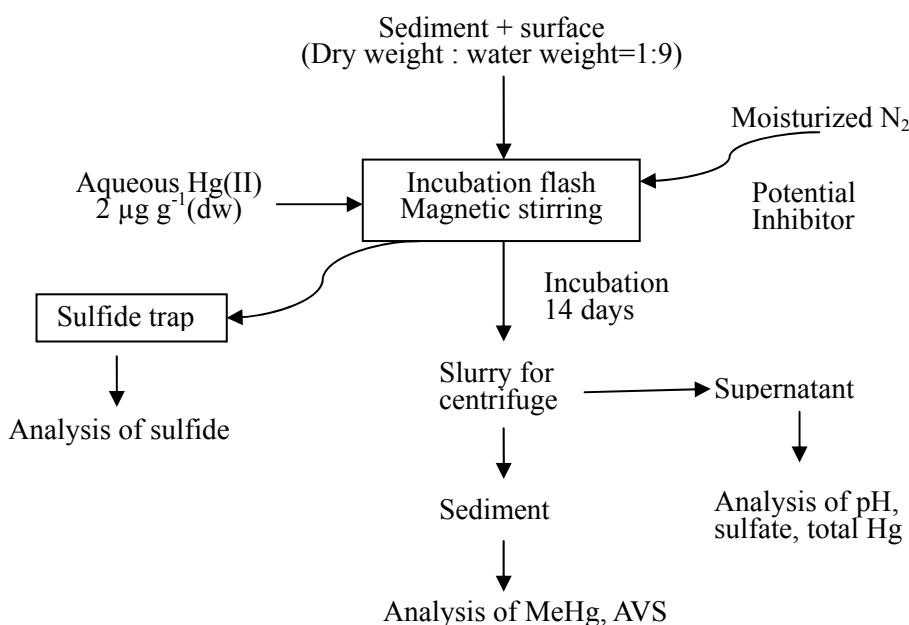 Sediment + surface
(Dry weight : water weight=1:9)
Moisturized N₂
Aqueous Hg(II)
2 μg g⁻¹(dw)
Incubation flash
Magnetic stirring
Potential
Inhibitor
Incubation
14 days
Sulfide trap
Slurry for
centrifuge
Supernatant
Analysis of sulfide
Sediment
Analysis of pH,
sulfate, total Hg
Analysis of MeHg, AVS